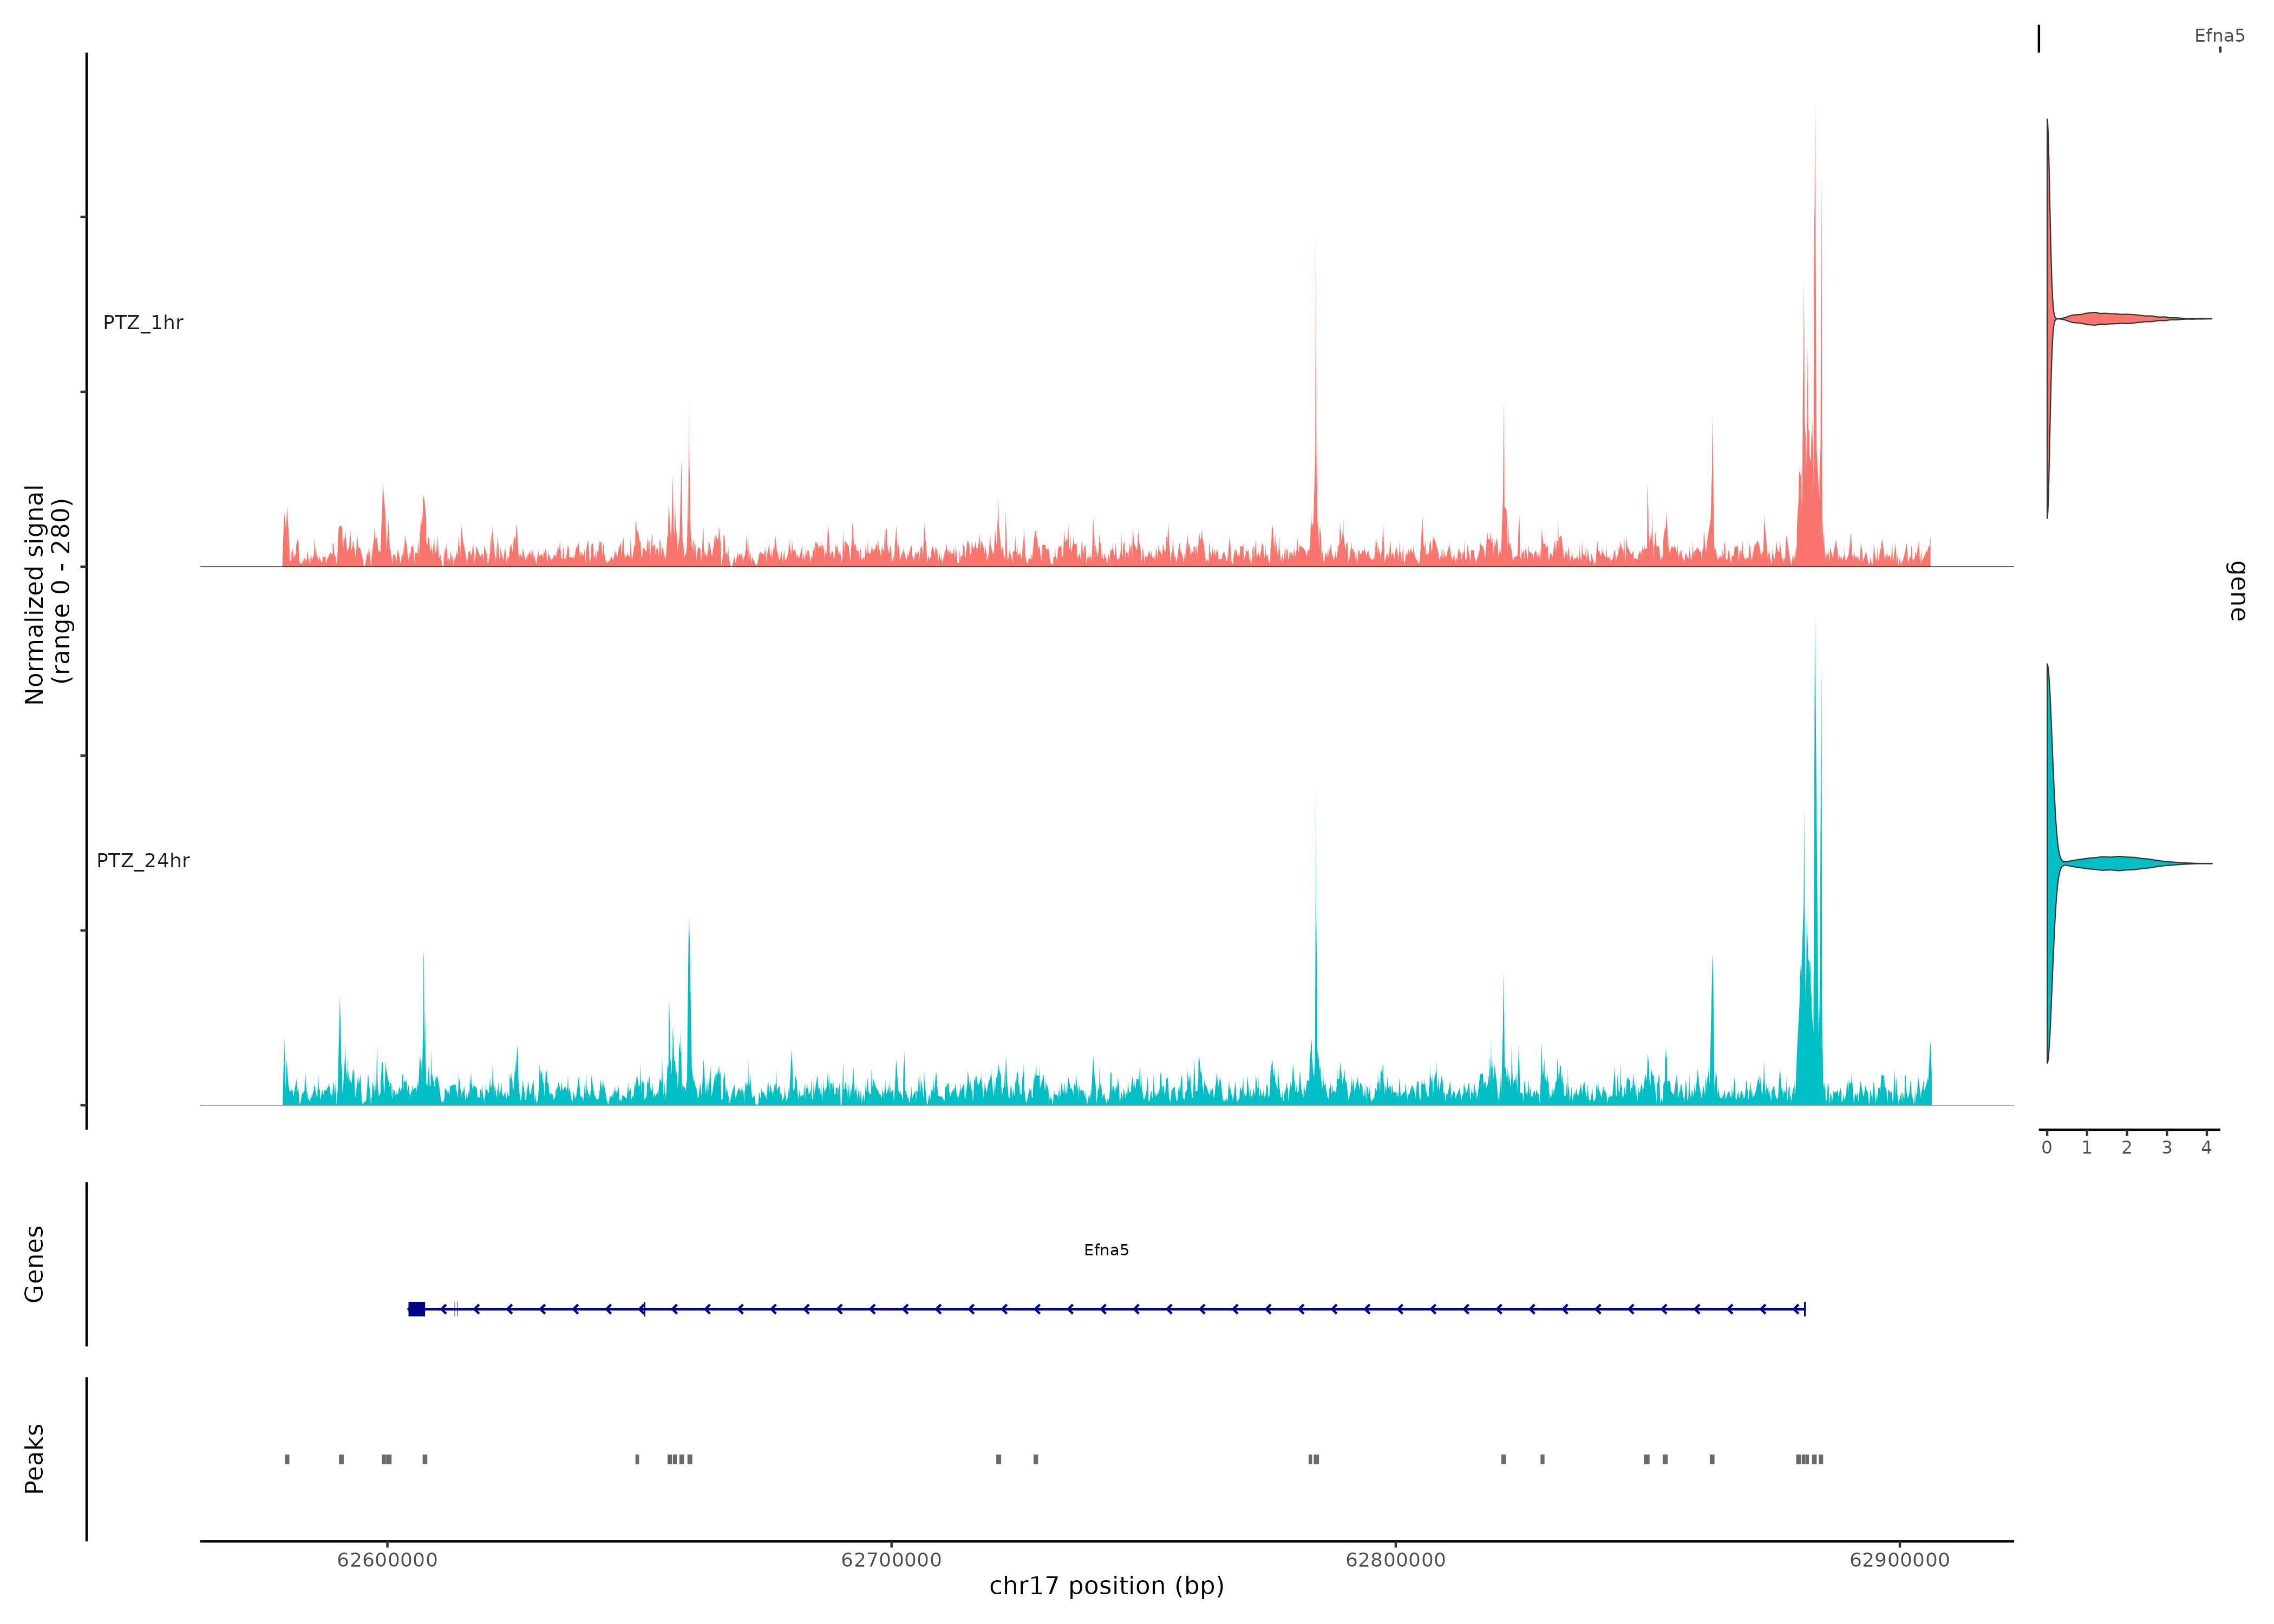 Efna5
PTZ_1hr
PTZ_24hr
Normalized signal
(range 0 - 280)
gene
0 1 2 3 4
Genes
Efna5
Peaks
62600000 62700000 62800000 62900000
chr17 position (bp)